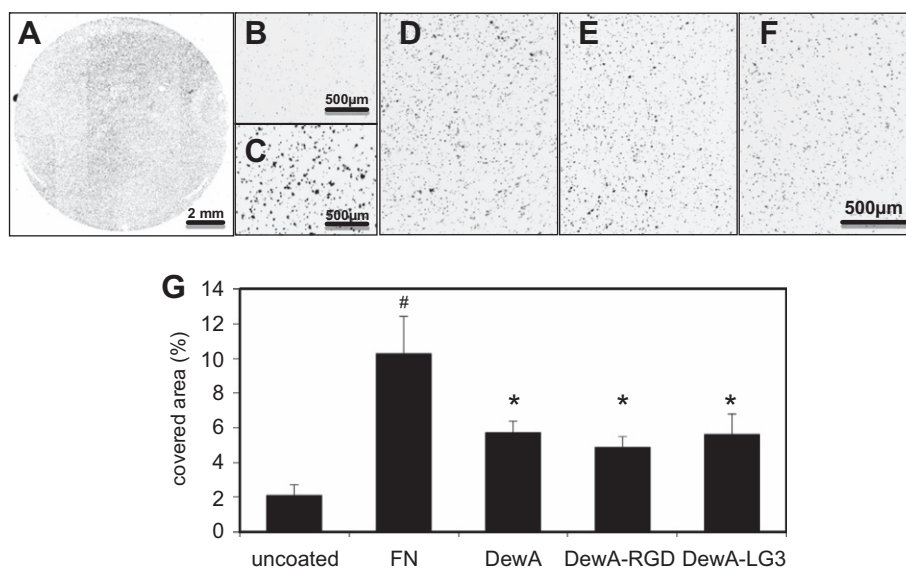 A
B
D
E
F
500µm
C
2 mm
500µm
500µm
G
14
12
10
8
6
4
2
0
covered area (%)
#
*
*
*
uncoated FN DewA DewA-RGD DewA-LG3